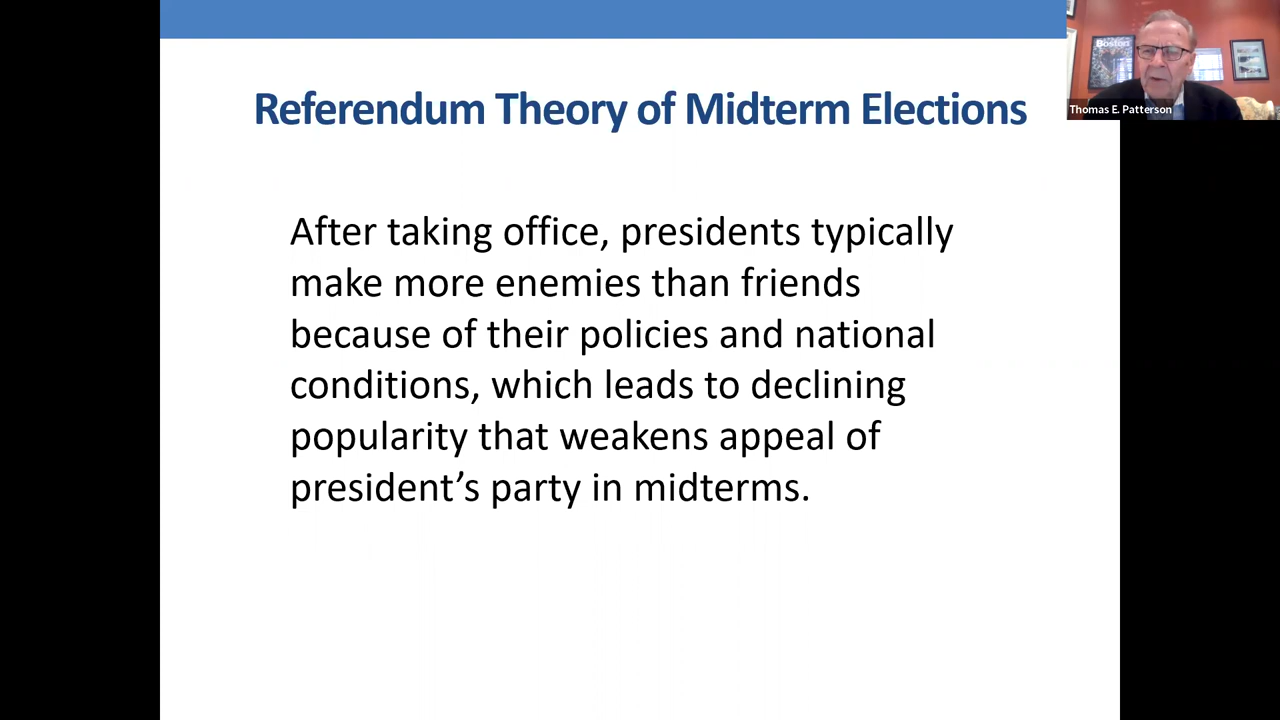 Referendum Theory of Midterm Elections
Boston
Thomas E. Patterson
After taking office, presidents typically
make more enemies than friends
because of their policies and national
conditions, which leads to declining
popularity that weakens appeal of
president’s party in midterms.